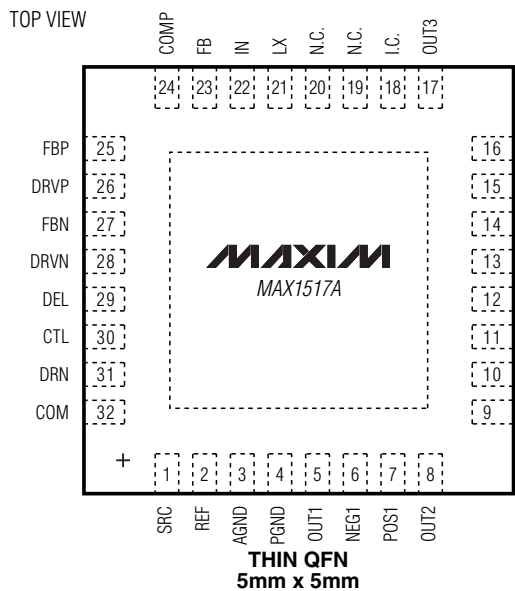 TOP VIEW
COMP
FB
IN
LX
N.C.
N.C.
I.C.
OUT3
24 23 22 21 20 19 18 17
FBP 25
DRVP 26
FBN 27
DRVN 28
DEL 29
CTL 30
DRN 31
COM 32
MAXIM
MAX1517A
16
15
14
13
12
11
10
9
+
1 2 3 4 5 6 7 8
SRC
REF
AGND
PGND
OUT1
NEG1
POS1
OUT2
THIN QFN
5mm x 5mm